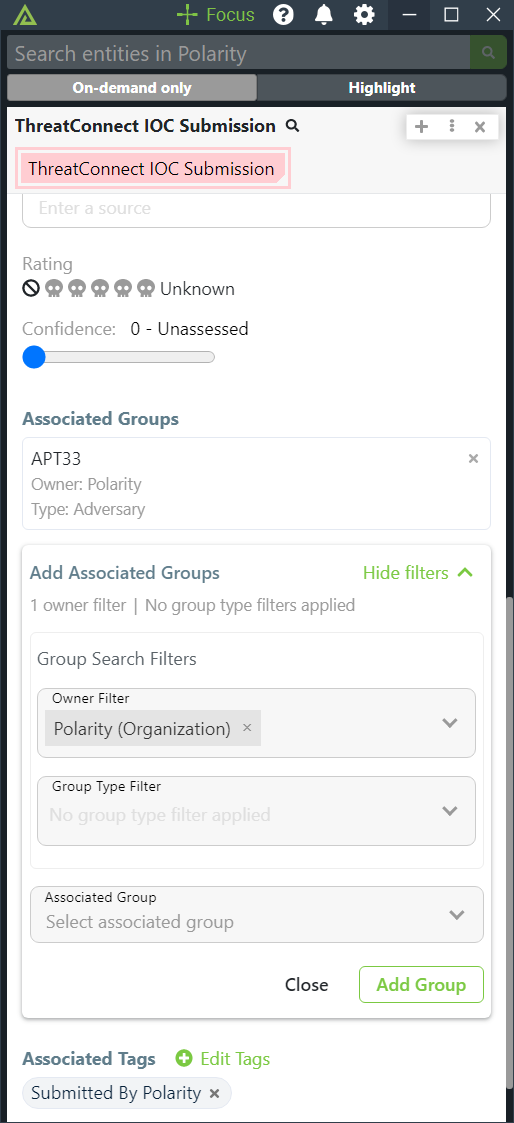 Focus
Search entities in Polarity
On-demand only Highlight
ThreatConnect IOC Submission
ThreatConnect IOC Submission
Enter a source
Rating
Unknown
Confidence: 0 - Unassessed
Associated Groups
APT33
Owner: Polarity
Type: Adversary
Add Associated Groups Hide filters
1 owner filter | No group type filters applied
Group Search Filters
Owner Filter
Polarity (Organization) ×
Group Type Filter
No group type filter applied
Associated Group
Select associated group
Close Add Group
Associated Tags Edit Tags
Submitted By Polarity ×